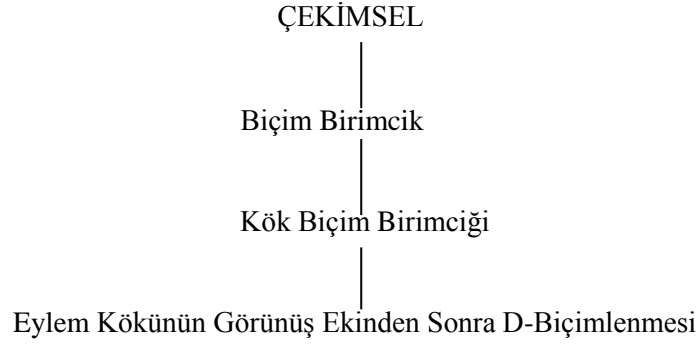 ÇEKİMSEL
Biçim Birimcik
Kök Biçim Birimciği
Eylem Kökünün Görünüş Ekinden Sonra D-Biçimlenmesi